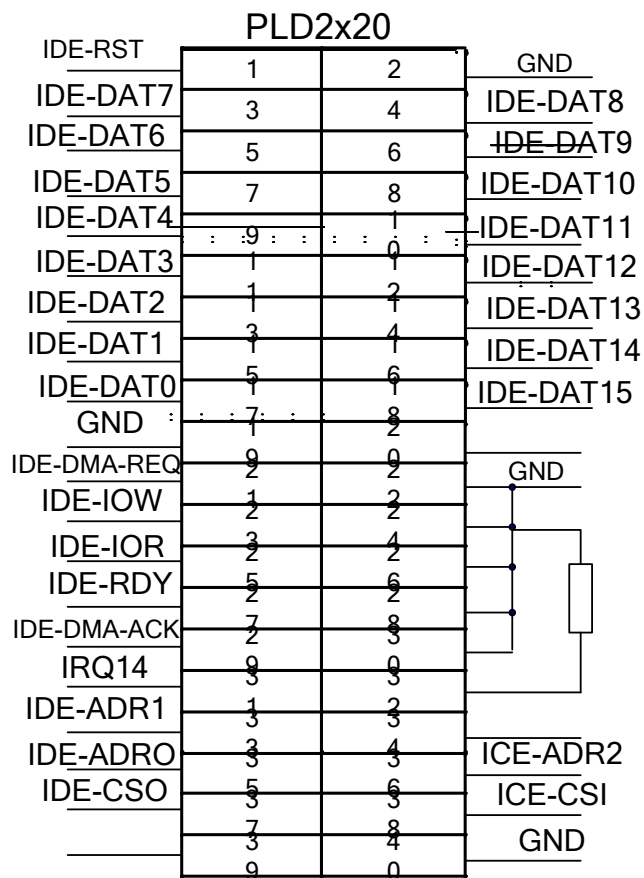 PLD2x20
IDE-RST 1 2 GND
IDE-DAT7 3 4 IDE-DAT8
IDE-DAT6 5 6 IDE-DAT9
IDE-DAT5 7 8 IDE-DAT10
IDE-DAT4 9 10 IDE-DAT11
IDE-DAT3 11 12 IDE-DAT12
IDE-DAT2 13 14 IDE-DAT13
IDE-DAT1 15 16 IDE-DAT14
IDE-DAT0 17 18 IDE-DAT15
GND 19 20
IDE-DMA-REQ 21 22 GND
IDE-IOW 23 24
IDE-IOR 25 26
IDE-RDY 27 28
IDE-DMA-ACK 29 30
IRQ14 31 32
IDE-ADR1 33 34
IDE-ADRO 35 36 ICE-ADR2
IDE-CSO 37 38 ICE-CSI
39 40 GND